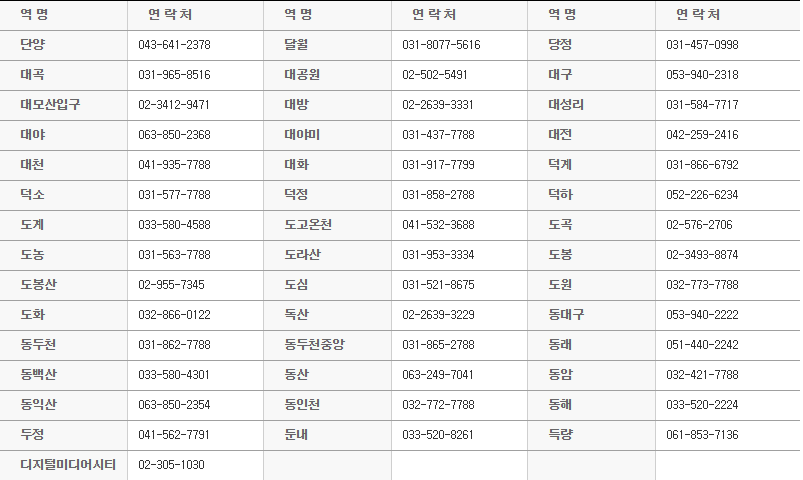 역 명 연 락 처 역 명 연 락 처 역 명 연 락 처
단양 043-641-2378 달월 031-8077-5616 당정 031-457-0998
대곡 031-965-8516 대공원 02-502-5491 대구 053-940-2318
대모산입구 02-3412-9471 대방 02-2639-3331 대성리 031-584-7717
대야 063-850-2368 대야미 031-437-7788 대전 042-259-2416
대천 041-935-7788 대화 031-917-7799 덕계 031-866-6792
덕소 031-577-7788 덕정 031-858-2788 덕하 052-226-6234
도계 033-580-4588 도고온천 041-532-3688 도곡 02-576-2706
도농 031-563-7788 도라산 031-953-3334 도봉 02-3493-8874
도봉산 02-955-7345 도심 031-521-8675 도원 032-773-7788
도화 032-866-0122 독산 02-2639-3229 동대구 053-940-2222
동두천 031-862-7788 동두천중앙 031-865-2788 동래 051-440-2242
동백산 033-580-4301 동산 063-249-7041 동암 032-421-7788
동익산 063-850-2354 동인천 032-772-7788 동해 033-520-2224
두정 041-562-7791 둔내 033-520-8261 득량 061-853-7136
디지털미디어시티 02-305-1030